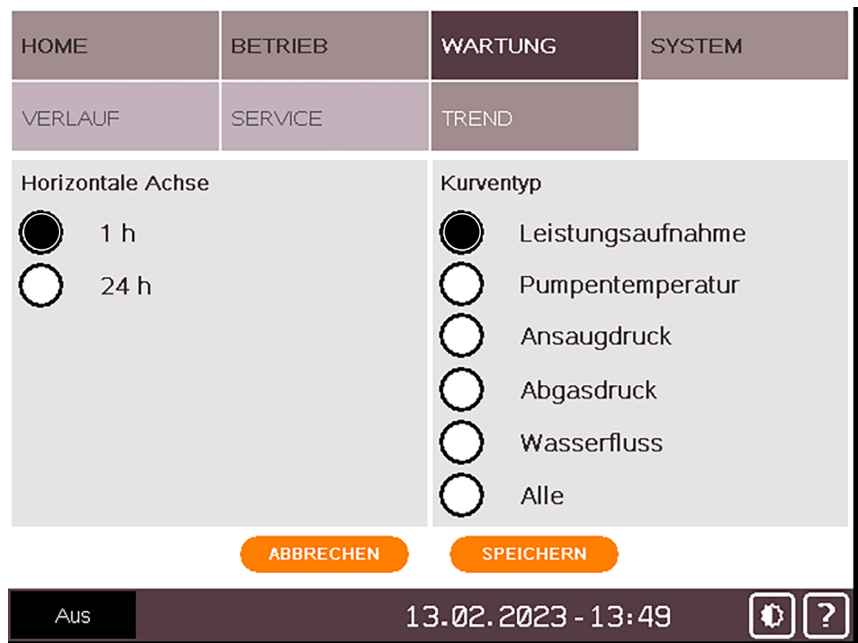 HOME BETRIEB WARTUNG SYSTEM
VERLAUF SERVICE TREND
Horizontale Achse
1 h
24 h
Kurventyp
Leistungsaufnahme
Pumpentemperatur
Ansaugdruck
Abgasdruck
Wasserfluss
Alle
ABBRECHEN SPEICHERN
Aus 13.02.2023 - 13:49 ?